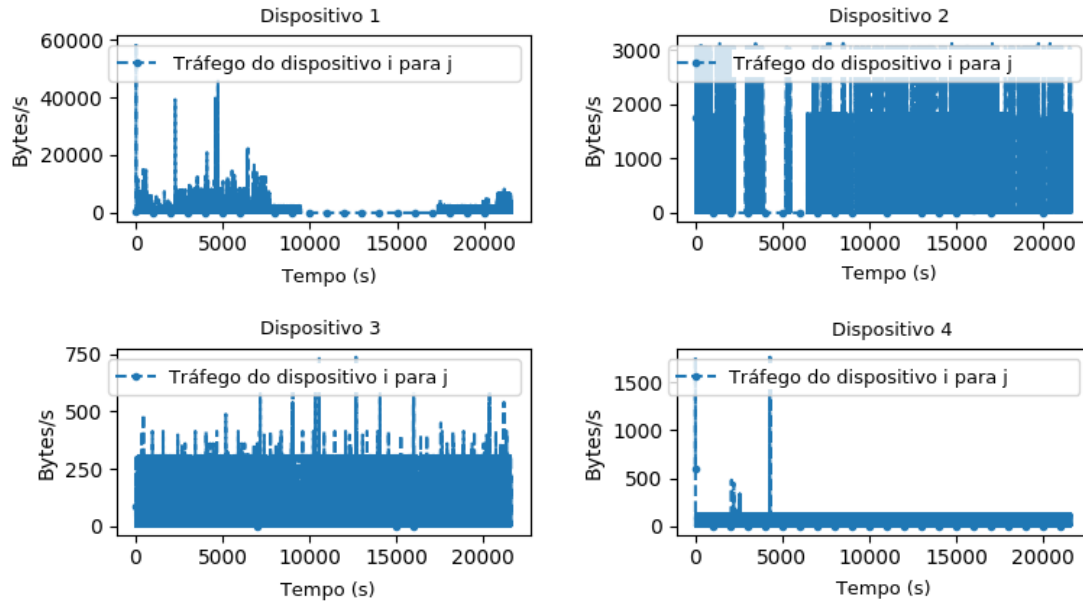 Dispositivo 1
60000
40000
20000
0
Bytes/s
Tráfego do dispositivo i para j
0 5000 10000 15000 20000
Tempo (s)
Dispositivo 2
3000
2000
1000
0
Bytes/s
Tráfego do dispositivo i para j
0 5000 10000 15000 20000
Tempo (s)
Dispositivo 3
750
500
250
0
Bytes/s
Tráfego do dispositivo i para j
0 5000 10000 15000 20000
Tempo (s)
Dispositivo 4
1500
1000
500
0
Bytes/s
Tráfego do dispositivo i para j
0 5000 10000 15000 20000
Tempo (s)